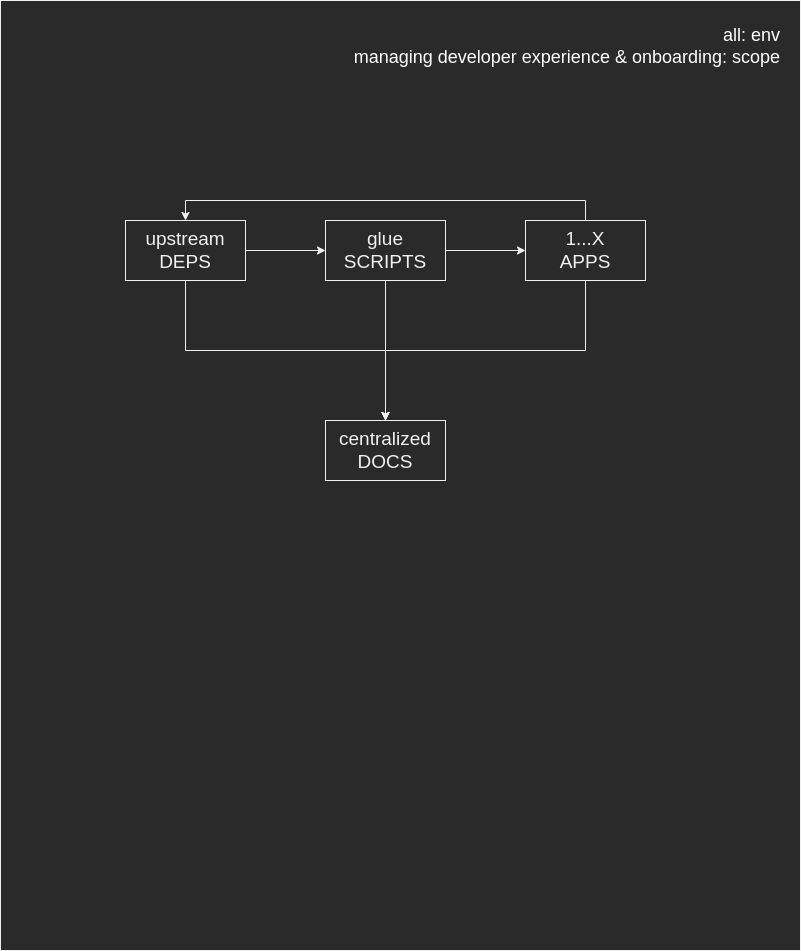 all: env
managing developer experience & onboarding: scope
upstream
DEPS
glue
SCRIPTS
1...X
APPS
centralized
DOCS